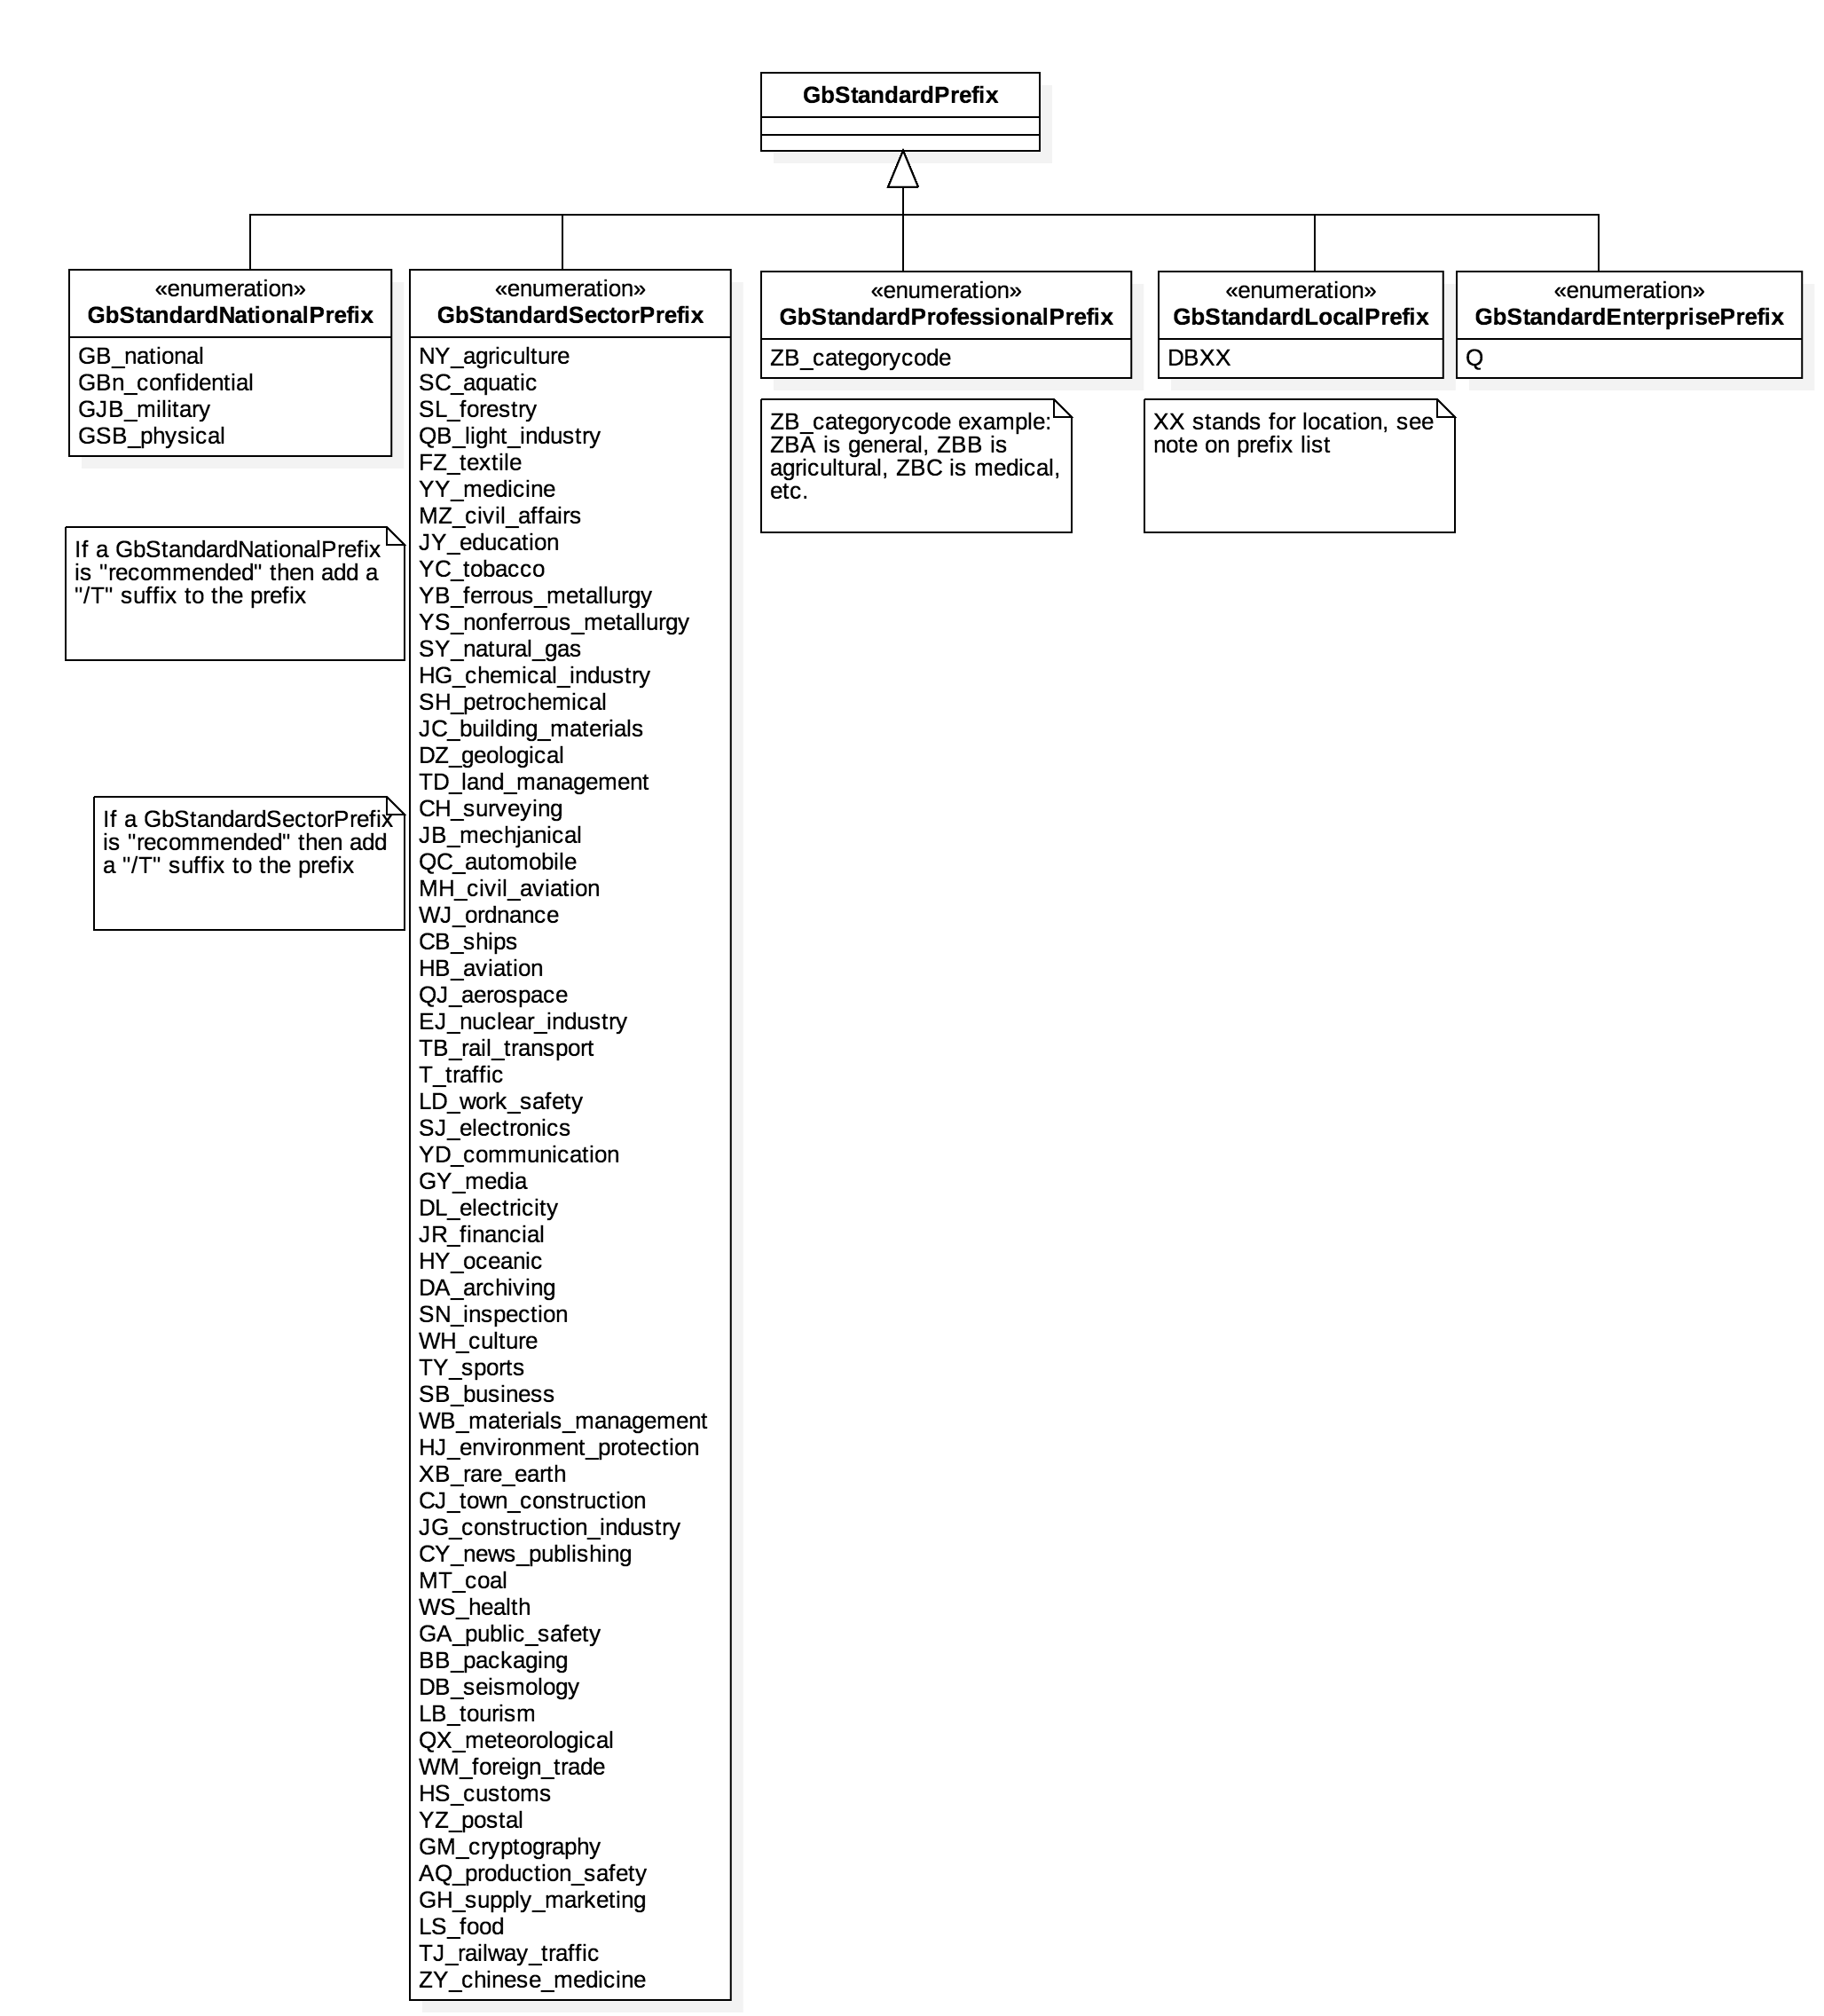 GbStandardPrefix
«enumeration»
GbStandardNationalPrefix
GB_national
GBn_confidential
GJB_military
GSB_physical
If a GbStandardNationalPrefix
is "recommended" then add a
"/T" suffix to the prefix
If a GbStandardSectorPrefix
is "recommended" then add
a "/T" suffix to the prefix
«enumeration»
GbStandardSectorPrefix
NY_agriculture
SC_aquatic
SL_forestry
QB_light_industry
FZ_textile
YY_medicine
MZ_civil_affairs
JY_education
YC_tobacco
YB_ferrous_metallurgy
YS_nonferrous_metallurgy
SY_natural_gas
HG_chemical_industry
SH_petrochemical
JC_building_materials
DZ_geological
TD_land_management
CH_surveying
JB_mechjanical
QC_automobile
MH_civil_aviation
WJ_ordnance
CB_ships
HB_aviation
QJ_aerospace
EJ_nuclear_industry
TB_rail_transport
T_traffic
LD_work_safety
SJ_electronics
YD_communication
GY_media
DL_electricity
JR_financial
HY_oceanic
DA_archiving
SN_inspection
WH_culture
TY_sports
SB_business
WB_materials_management
HJ_environment_protection
XB_rare_earth
CJ_town_construction
JG_construction_industry
CY_news_publishing
MT_coal
WS_health
GA_public_safety
BB_packaging
DB_seismology
LB_tourism
QX_meteorological
WM_foreign_trade
HS_customs
YZ_postal
GM_cryptography
AQ_production_safety
GH_supply_marketing
LS_food
TJ_railway_traffic
ZY_chinese_medicine
«enumeration»
GbStandardProfessionalPrefix
ZB_categorycode
ZB_categorycode example:
ZBA is general, ZBB is
agricultural, ZBC is medical,
etc.
«enumeration»
GbStandardLocalPrefix
DBXX
XX stands for location, see
note on prefix list
«enumeration»
GbStandardEnterprisePrefix
Q